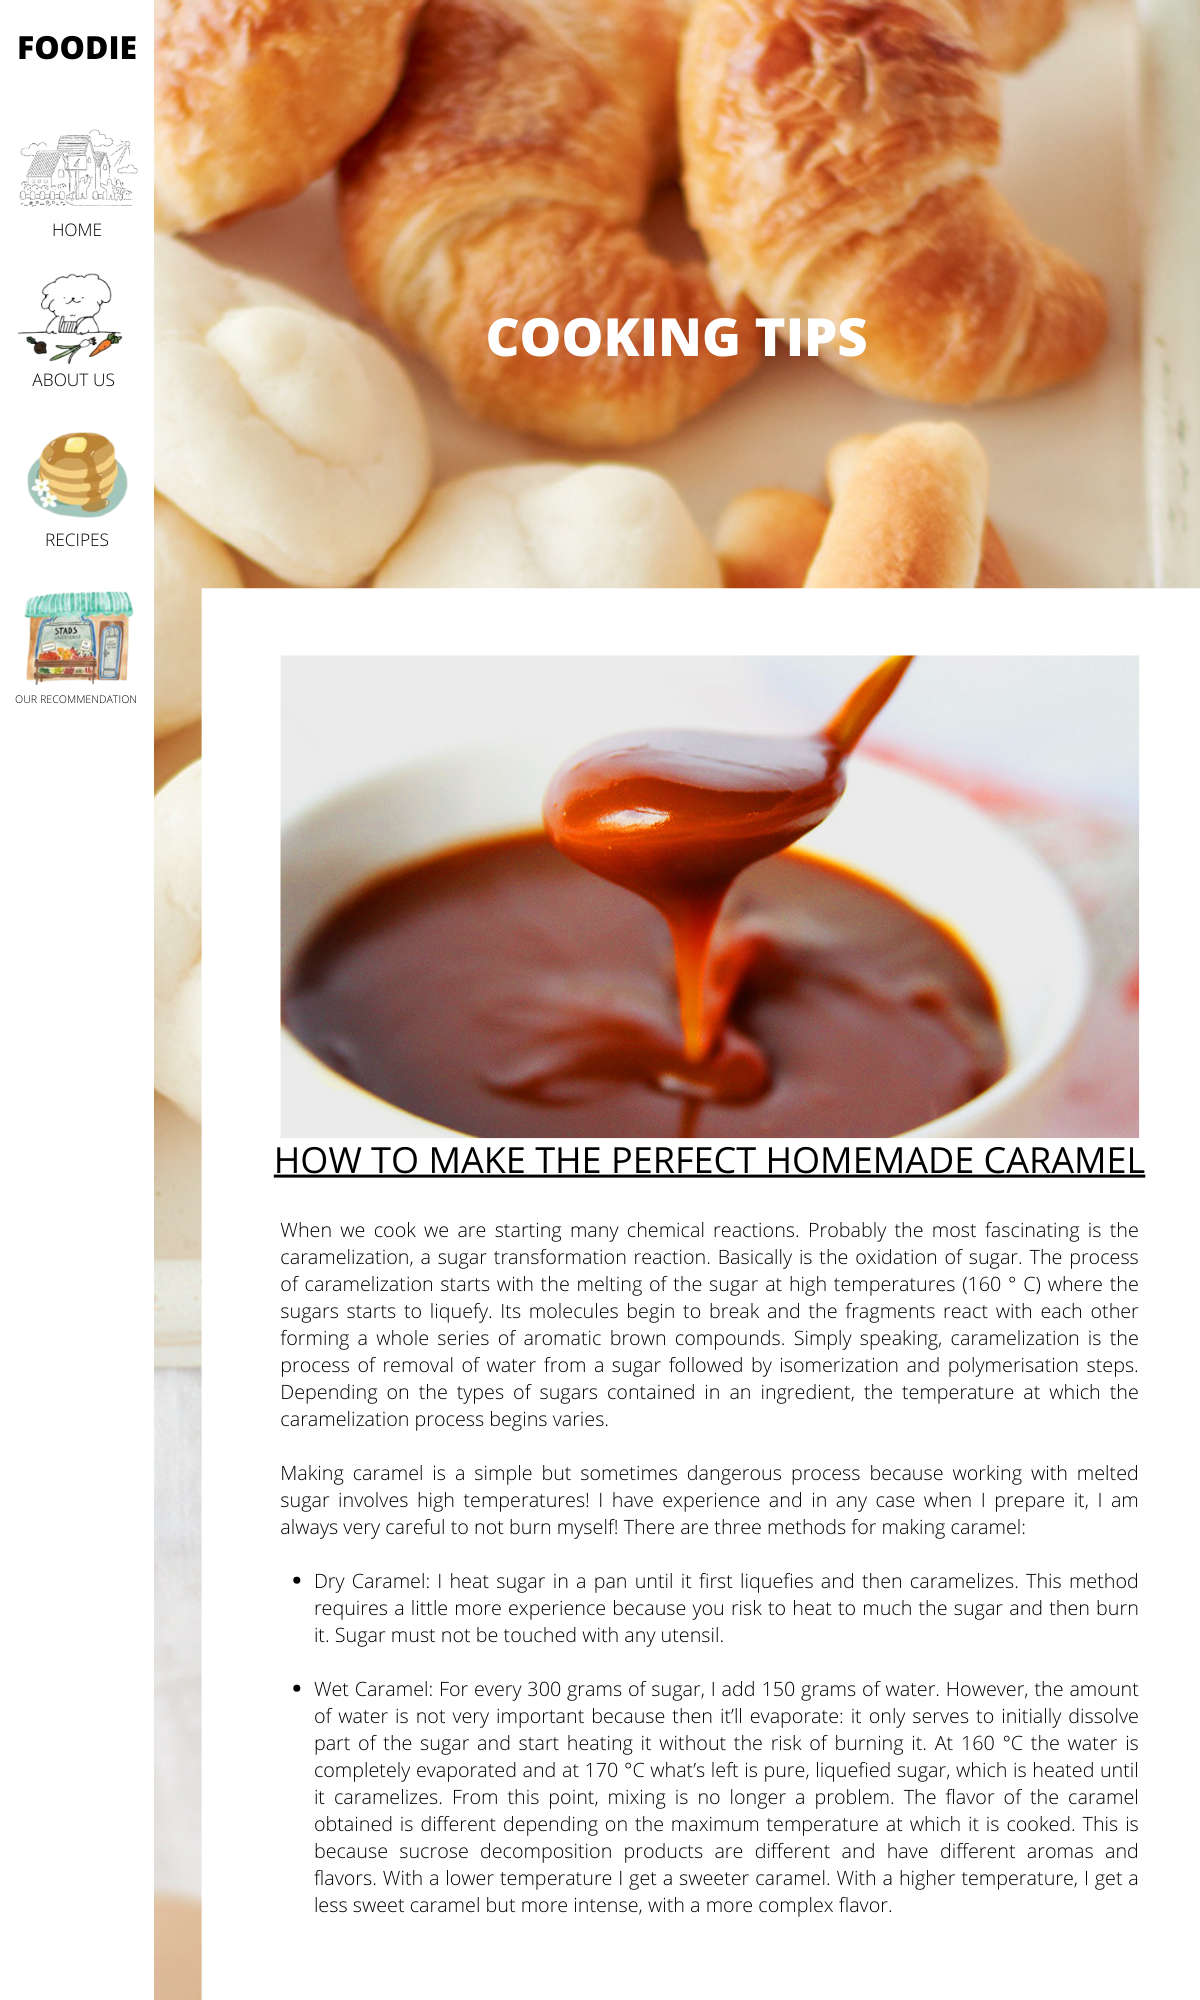 FOODIE
HOME
ABOUT US
RECIPES
STADS
OUR RECOMMENDATION
COOKING TIPS
HOW TO MAKE THE PERFECT HOMEMADE CARAMEL
When we cook we are starting many chemical reactions. Probably the most fascinating is the
caramelization, a sugar transformation reaction. Basically is the oxidation of sugar. The process
of caramelization starts with the melting of the sugar at high temperatures (160 ° C) where the
sugars starts to liquefy. Its molecules begin to break and the fragments react with each other
forming a whole series of aromatic brown compounds. Simply speaking, caramelization is the
process of removal of water from a sugar followed by isomerization and polymerisation steps.
Depending on the types of sugars contained in an ingredient, the temperature at which the
caramelization process begins varies.
Making caramel is a simple but sometimes dangerous process because working with melted
sugar involves high temperatures! I have experience and in any case when I prepare it, I am
always very careful to not burn myself! There are three methods for making caramel:
• Dry Caramel: I heat sugar in a pan until it first liquefies and then caramelizes. This method
requires a little more experience because you risk to heat to much the sugar and then burn
it. Sugar must not be touched with any utensil.
• Wet Caramel: For every 300 grams of sugar, I add 150 grams of water. However, the amount
of water is not very important because then it’ll evaporate: it only serves to initially dissolve
part of the sugar and start heating it without the risk of burning it. At 160 °C the water is
completely evaporated and at 170 °C what’s left is pure, liquefied sugar, which is heated until
it caramelizes. From this point, mixing is no longer a problem. The flavor of the caramel
obtained is different depending on the maximum temperature at which it is cooked. This is
because sucrose decomposition products are different and have different aromas and
flavors. With a lower temperature I get a sweeter caramel. With a higher temperature, I get a
less sweet caramel but more intense, with a more complex flavor.